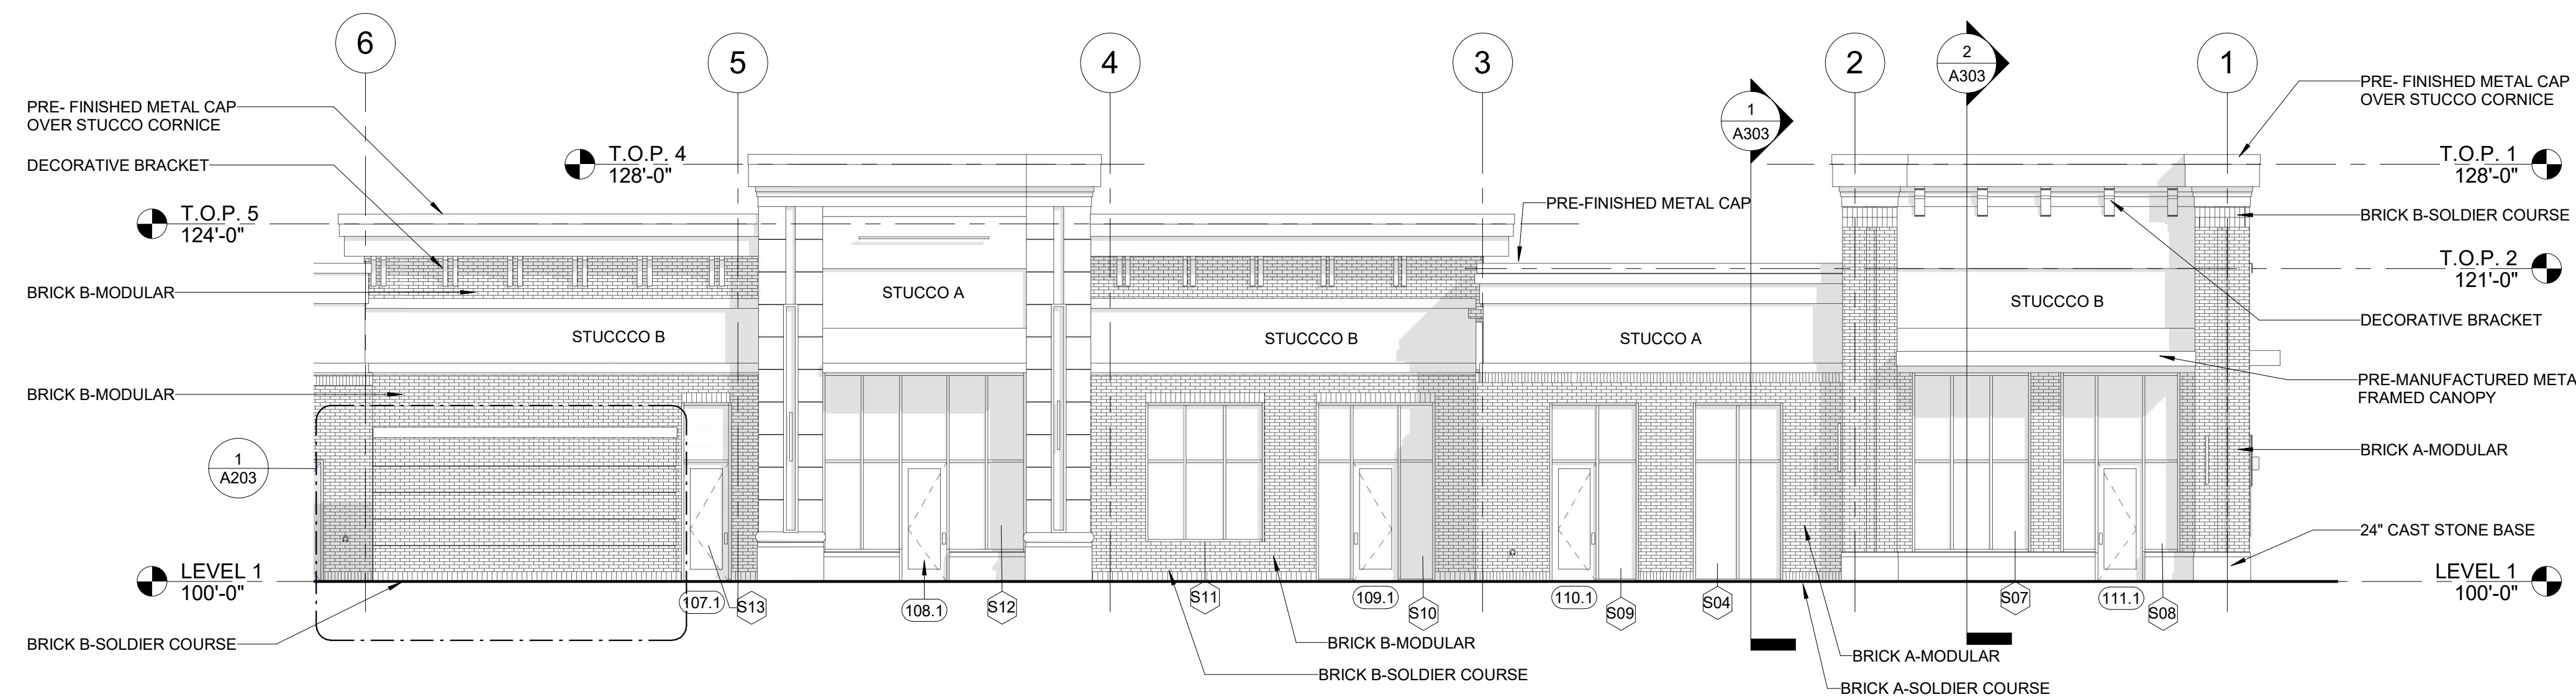 6
5
4
3
2
1
2
A303
1
A303
PRE- FINISHED METAL CAP
OVER STUCCO CORNICE
DECORATIVE BRACKET
T.O.P. 4
128'-0"
T.O.P. 5
124'-0"
BRICK B-MODULAR
STUCCCO B
STUCCO A
BRICK B-MODULAR
1
A203
LEVEL 1
100'-0"
BRICK B-SOLDIER COURSE
107.1
S13
108.1
S12
STUCCCO B
S11
109.1
S10
BRICK B-MODULAR
BRICK B-SOLDIER COURSE
PRE-FINISHED METAL CAP
STUCCO A
110.1
S09
S04
BRICK A-MODULAR
BRICK A-SOLDIER COURSE
STUCCCO B
S07
111.1
S08
PRE- FINISHED METAL CAP
OVER STUCCO CORNICE
T.O.P. 1
128'-0"
BRICK B-SOLDIER COURSE
T.O.P. 2
121'-0"
DECORATIVE BRACKET
PRE-MANUFACTURED META
FRAMED CANOPY
BRICK A-MODULAR
24" CAST STONE BASE
LEVEL 1
100'-0"